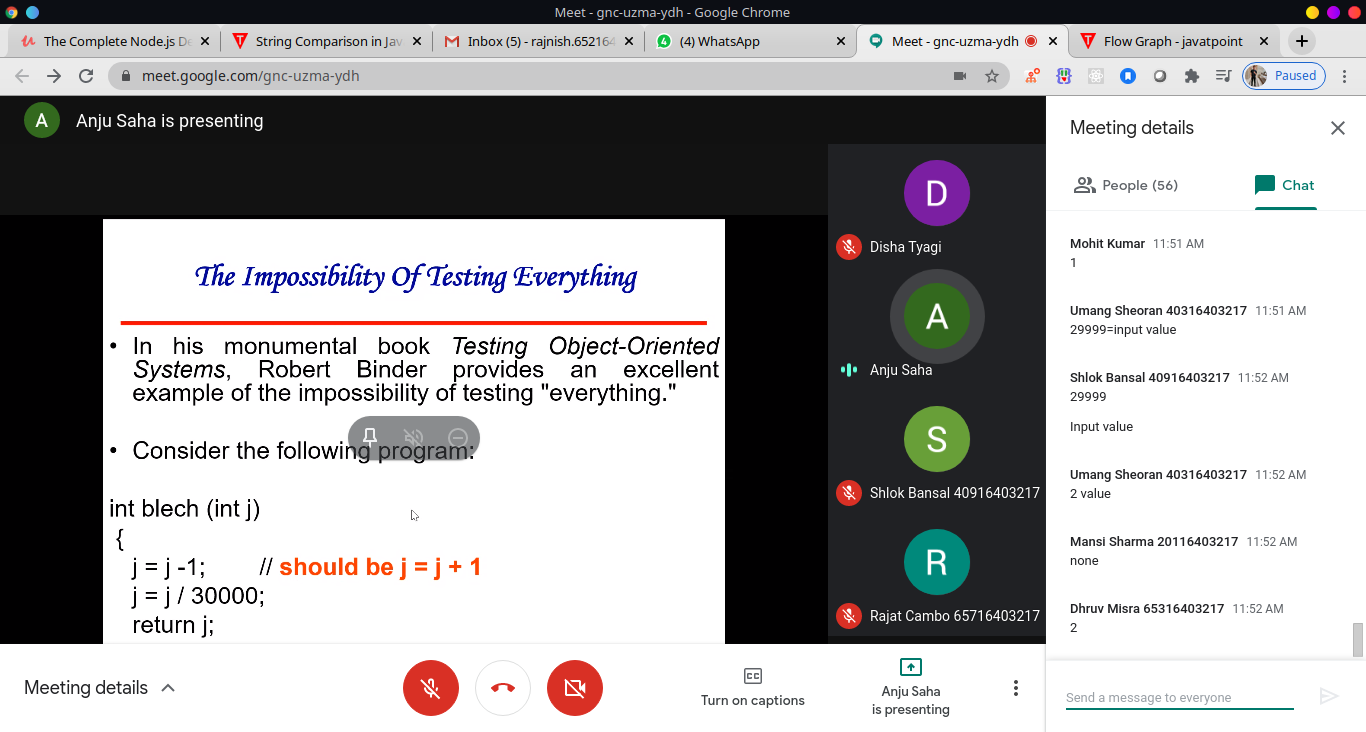 Meet - gnc-uzma-ydh - Google Chrome
The Complete Node.js De
String Comparison in Jav
Inbox (5) - rajnish.65216
4
(4) WhatsApp
Meet - gnc-uzma-ydh
Flow Graph - javatpoint
meet.google.com/gnc-uzma-ydh
Paused
A
Anju Saha is presenting
The Impossibility Of Testing Everything
• In his monumental book Testing Object-Oriented
Systems, Robert Binder provides an excellent
example of the impossibility of testing "everything."
• Consider the following program:
int blech (int j)
{
j = j -1; // should be j = j + 1
j = j / 30000;
return j;
D
Disha Tyagi
A
Anju Saha
S
Shlok Bansal 40916403217
R
Rajat Cambo 65716403217
Meeting details
People (56)
Chat
Mohit Kumar 11:51 AM
1
Umang Sheoran 40316403217 11:51 AM
29999=input value
Shlok Bansal 40916403217 11:52 AM
29999
Input value
Umang Sheoran 40316403217 11:52 AM
2 value
Mansi Sharma 20116403217 11:52 AM
none
Dhruv Misra 65316403217 11:52 AM
2
Send a message to everyone
Meeting details
Turn on captions
Anju Saha
is presenting